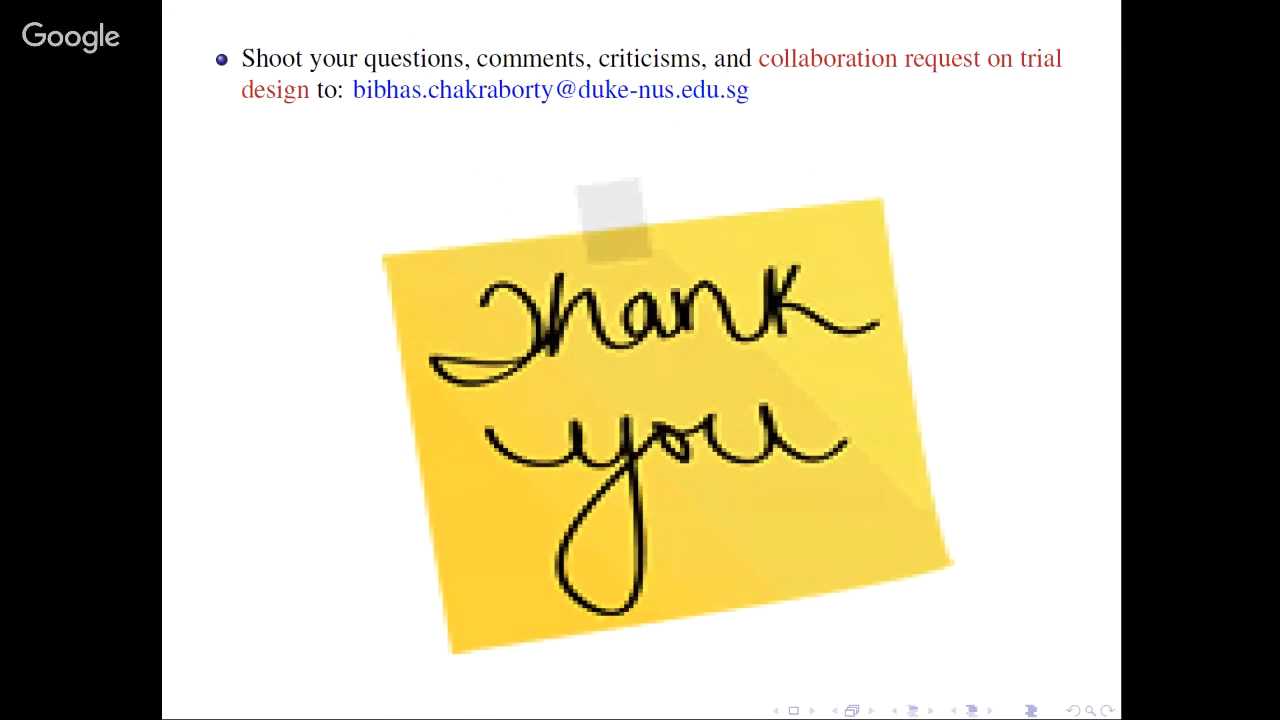 Google
Shoot your questions, comments, criticisms, and collaboration request on trial
design to: bibhas.chakraborty@duke-nus.edu.sg
Thank
you